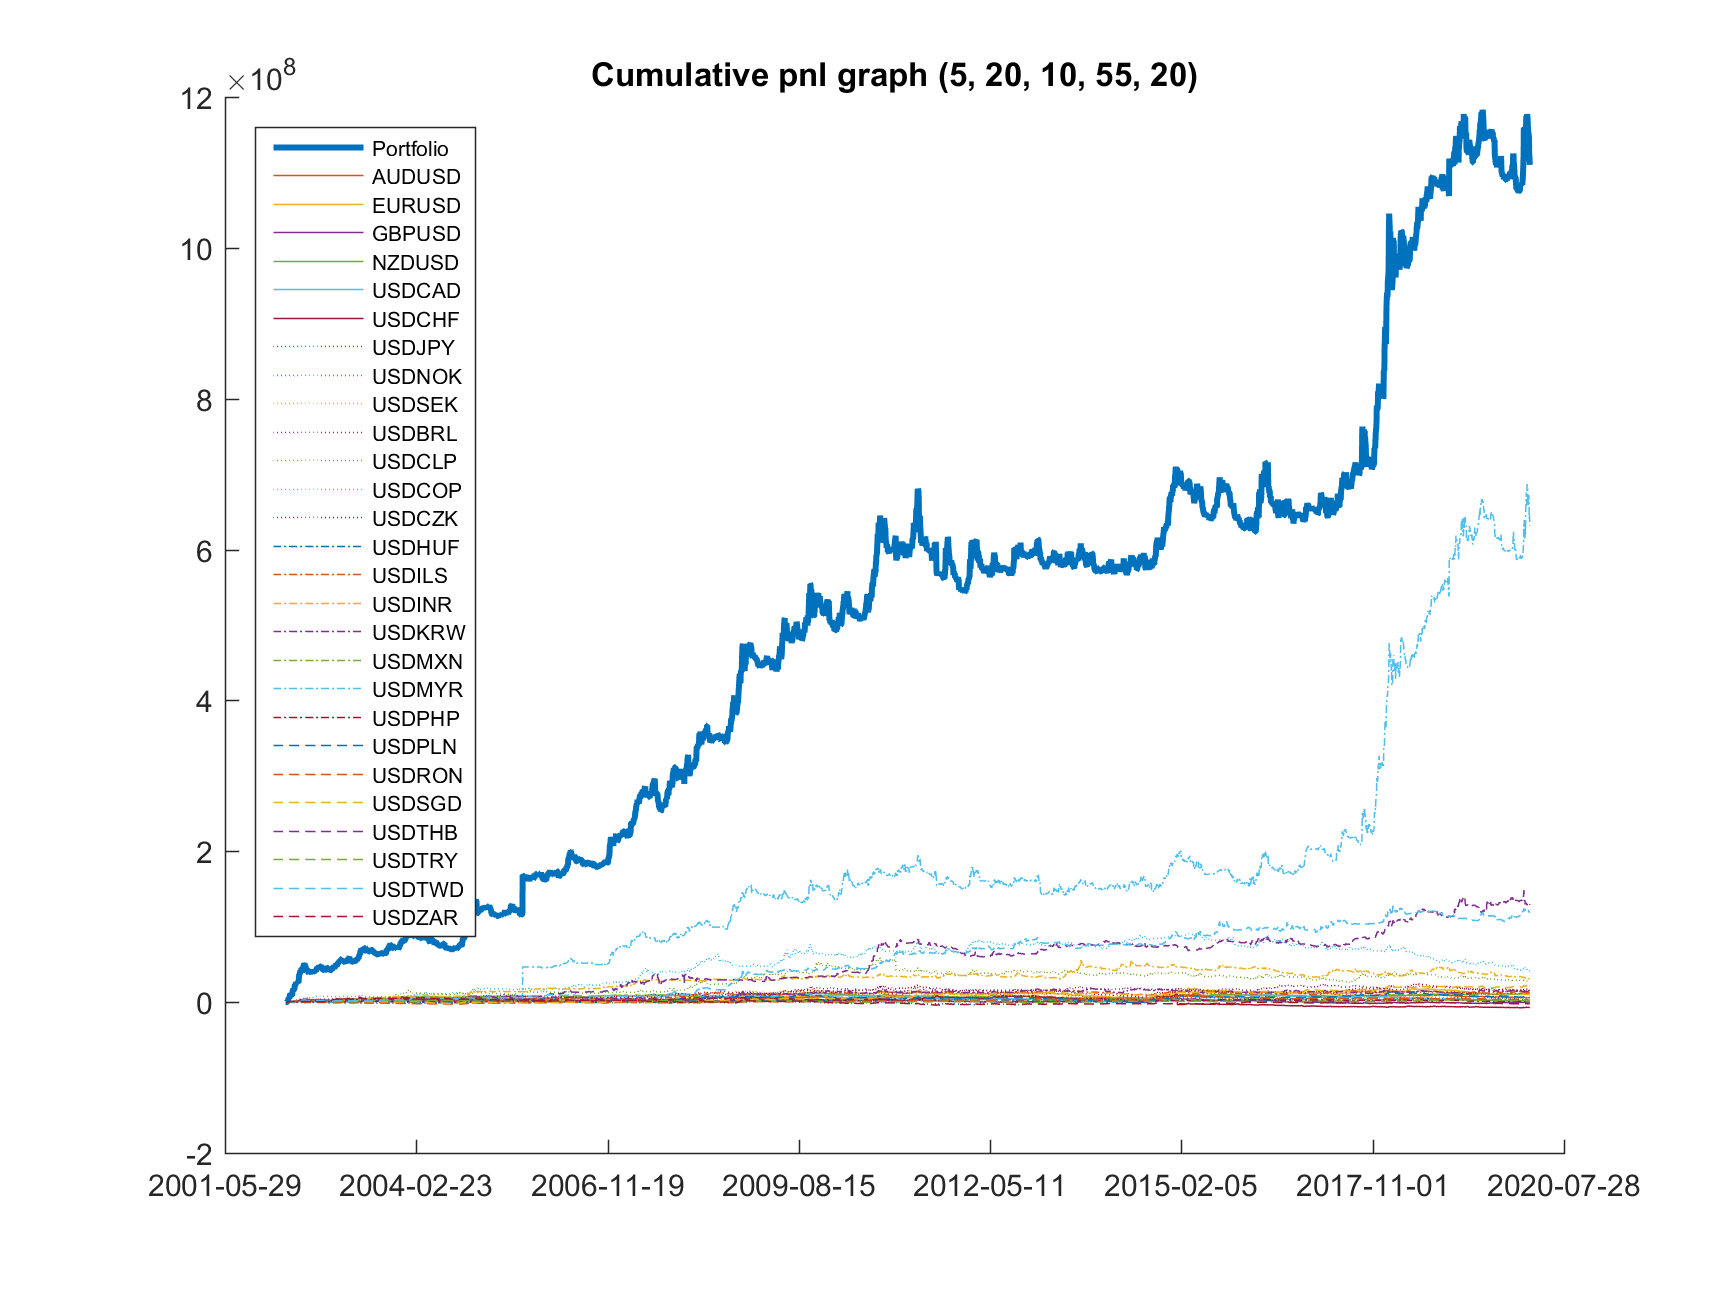 ×10⁸
Cumulative pnl graph (5, 20, 10, 55, 20)
12
10
8
6
4
2
0
-2
Portfolio
AUDUSD
EURUSD
GBPUSD
NZDUSD
USDCAD
USDCHF
USDJPY
USDNOK
USDSEK
USDBRL
USDCLP
USDCOP
USDCZK
USDHUF
USDILS
USDINR
USDKRW
USDMXN
USDMYR
USDPHP
USDPLN
USDRON
USDSGD
USDTHB
USDTRY
USDTWD
USDZAR
2001-05-29 2004-02-23 2006-11-19 2009-08-15 2012-05-11 2015-02-05 2017-11-01 2020-07-28